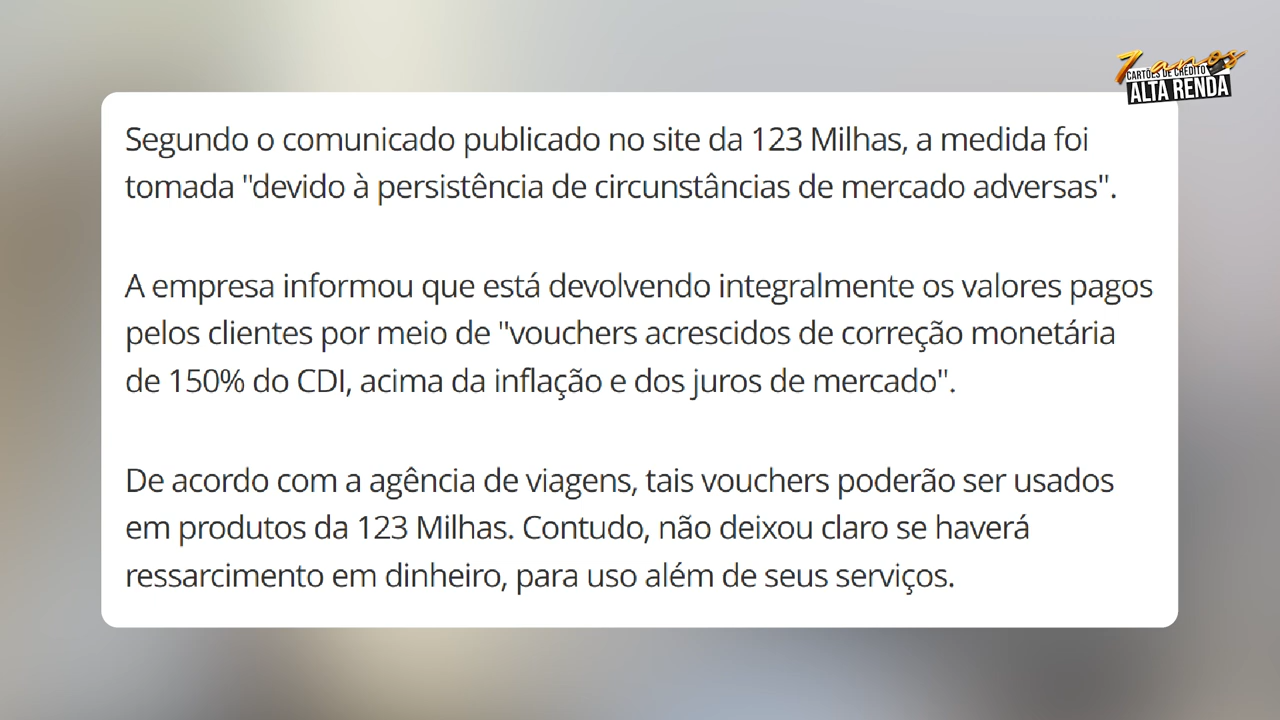 7 anos
CARTÕES DE CRÉDITO
ALTA RENDA
Segundo o comunicado publicado no site da 123 Milhas, a medida foi
tomada "devido à persistência de circunstâncias de mercado adversas".
A empresa informou que está devolvendo integralmente os valores pagos
pelos clientes por meio de "vouchers acrescidos de correção monetária
de 150% do CDI, acima da inflação e dos juros de mercado".
De acordo com a agência de viagens, tais vouchers poderão ser usados
em produtos da 123 Milhas. Contudo, não deixou claro se haverá
ressarcimento em dinheiro, para uso além de seus serviços.